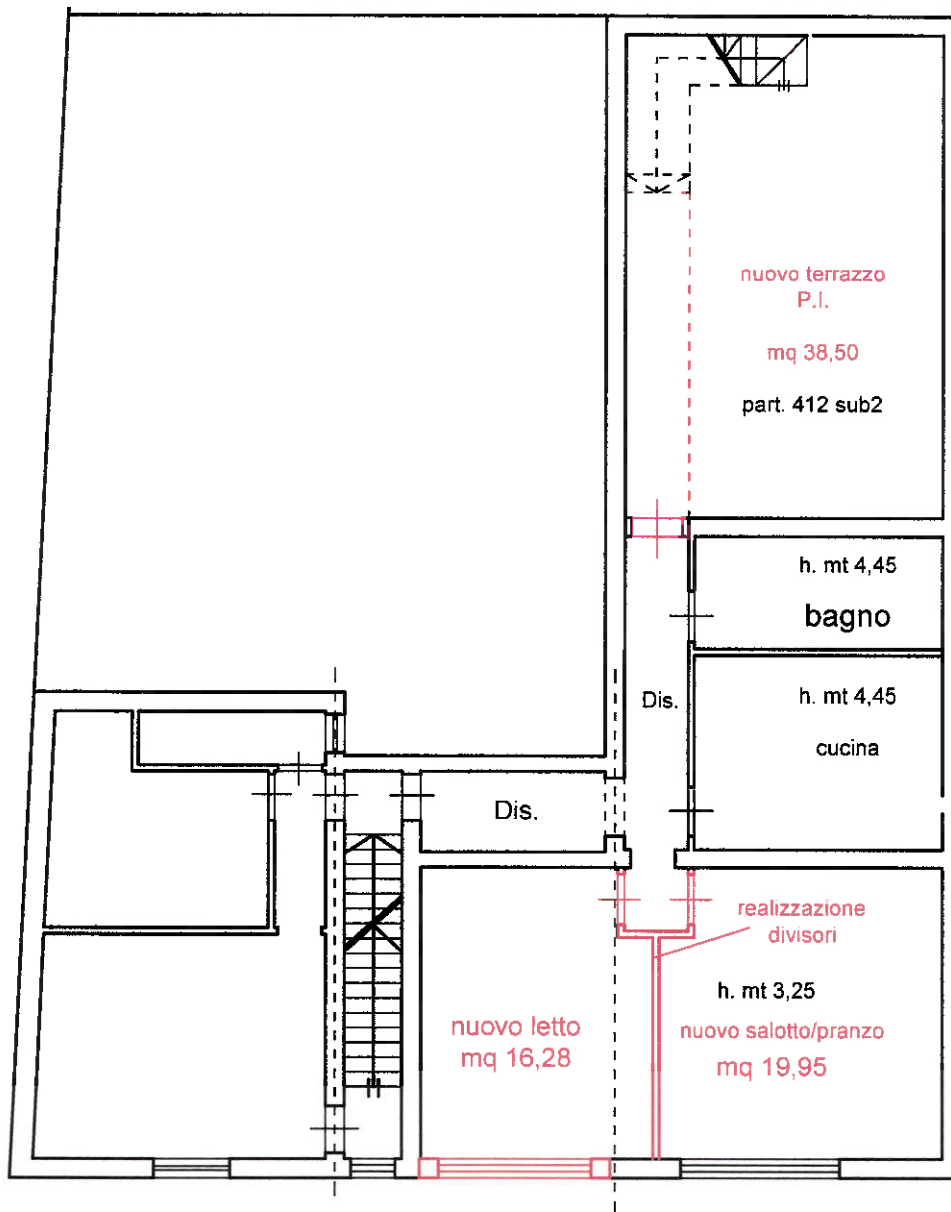 nuovo terrazzo
P.I.
mq 38,50
part. 412 sub2
h. mt 4,45
bagno
Dis.
h. mt 4,45
cucina
Dis.
realizzazione
divisori
h. mt 3,25
nuovo letto
mq 16,28
nuovo salotto/pranzo
mq 19,95